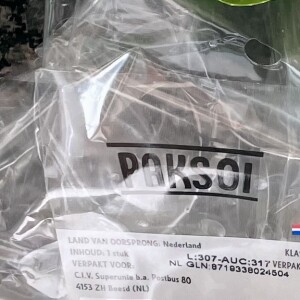 PAKSOI
LAND VAN OORSPRONG: Nederland
INHOUD: 1 stuk KLAS
VERPAKT VOOR: L:307-AUC:317 VERPAK
NL GLN:8719338024504
C.I.V. Superunie b.a. Postbus 80
4153 ZH Beesd (NL)